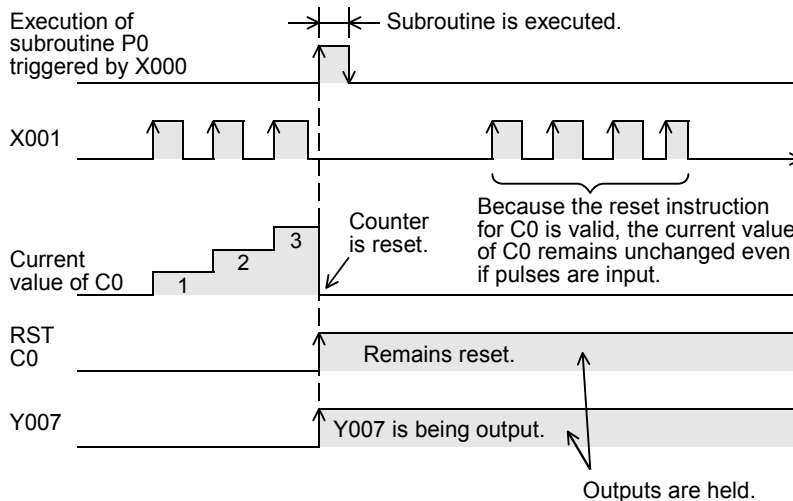 Execution of
subroutine P0
triggered by X000
Subroutine is executed.
X001
Because the reset instruction
for C0 is valid, the current value
of C0 remains unchanged even
if pulses are input.
Counter
is reset.
Current
value of C0
1
2
3
RST
C0
Remains reset.
Y007
Y007 is being output.
Outputs are held.